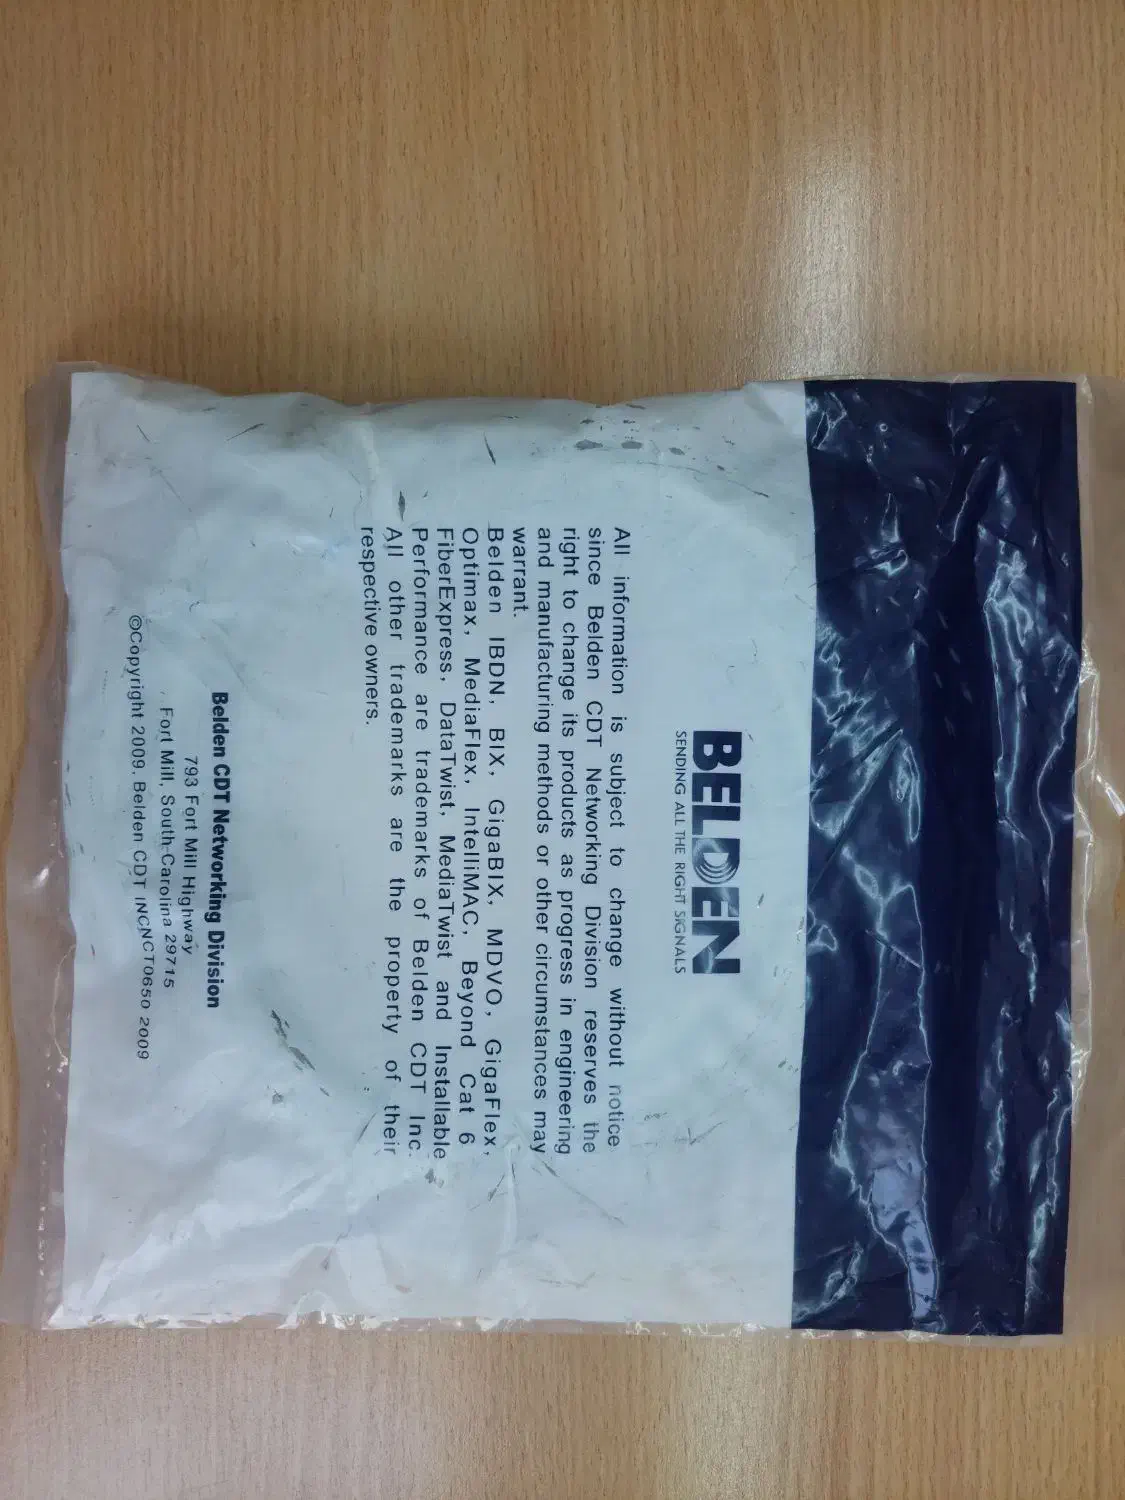 BELDEN
SENDING ALL THE RIGHT SIGNALS
All information is subject to change without notice
since Belden CDT Networking Division reserves the
right to change its products as progress in engineering
and manufacturing methods or other circumstances may
warrant.
Belden IBDN, BIX, GigaBIX, MDVO, GigaFlex,
Optimax, MediaFlex, IntelliMAC, Beyond Cat 6
FiberExpress, DataTwist, MediaTwist and Installable
Performance are trademarks of Belden CDT Inc.
All other trademarks are the property of their
respective owners.
Belden CDT Networking Division
793 Fort Mill Highway
Fort Mill, South Carolina 29715
©Copyright 2009, Belden CDT INCNCT0650 2009